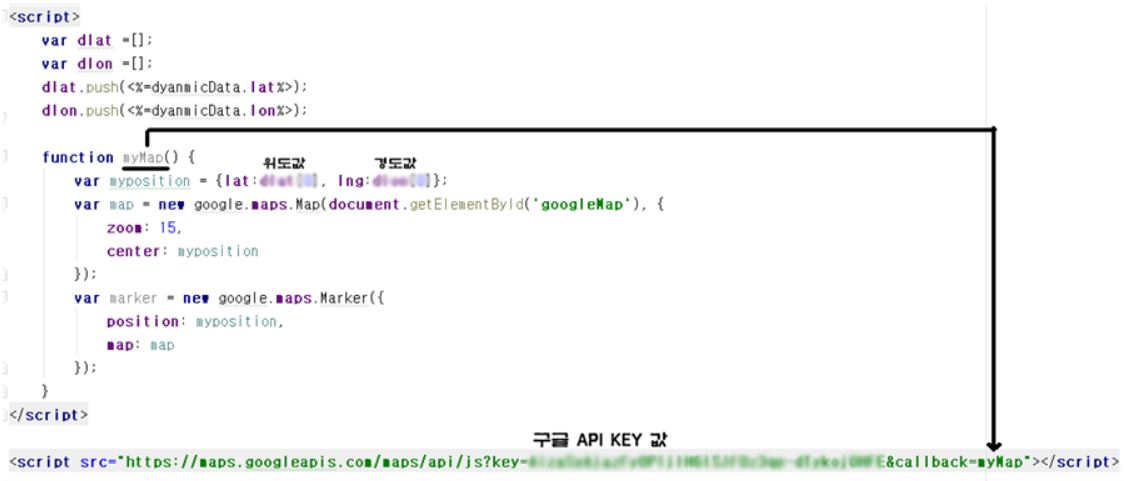 <script>
var dlat =[];
var dlon =[];
dlat.push(<%=dyanmicData.lat%>);
dlon.push(<%=dyanmicData.lon%>);
function myMap() {
위도값 경도값
var myposition = {lat: , lng: };
var map = new google.maps.Map(document.getElementById('googleMap'), {
zoom: 15,
center: myposition
});
var marker = new google.maps.Marker({
position: myposition,
map: map
});
}
</script>
구글 API KEY 값
<script src="https://maps.googleapis.com/maps/api/js?key= &callback=myMap"></script>